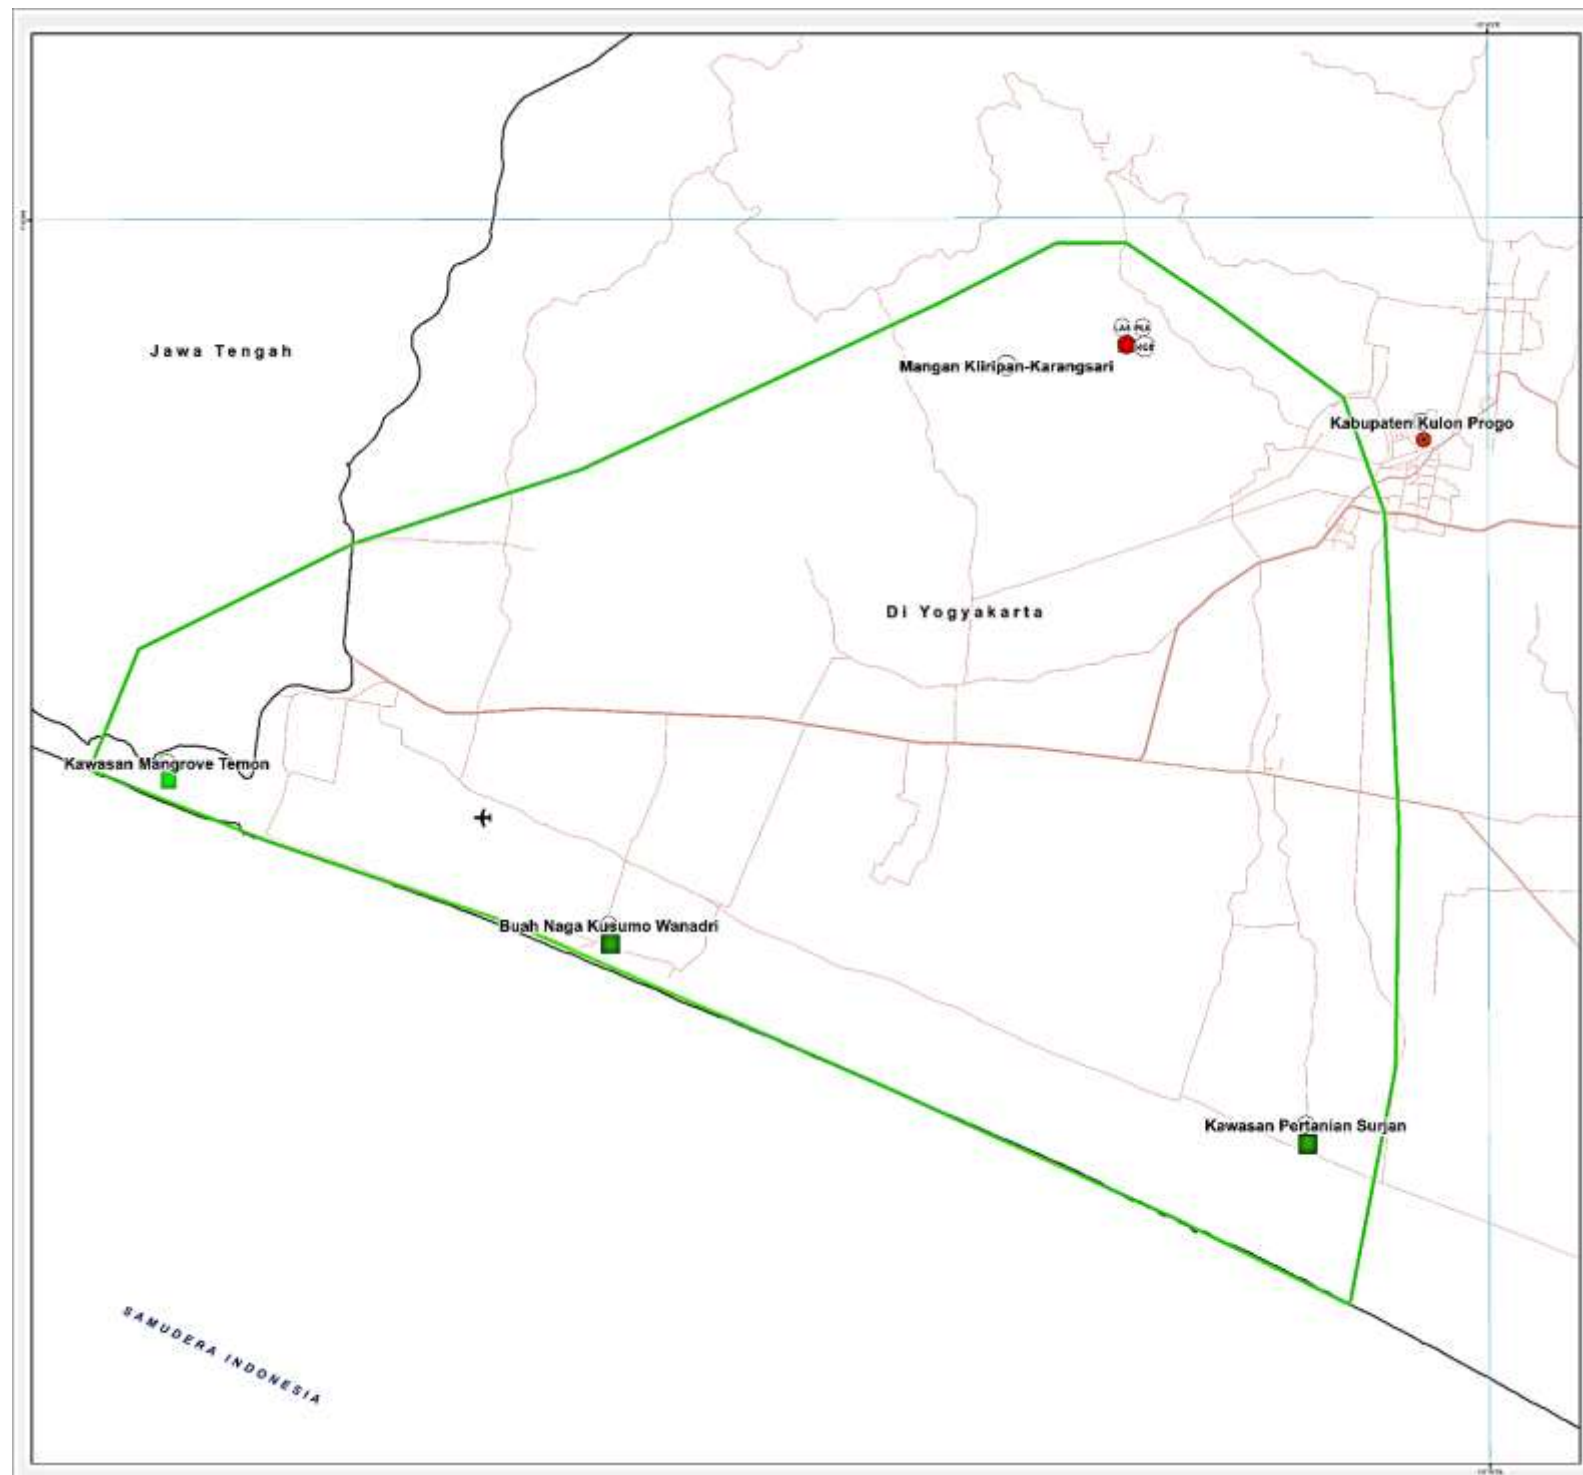 Jawa Tengah
Mangan Kliripan-Karangsari
Kabupaten Kulon Progo
Di Yogyakarta
Kawasan Mangrove Temon
Buah Naga Kusumo Wanadri
Kawasan Pertanian Surjan
SAMUDERA INDONESIA